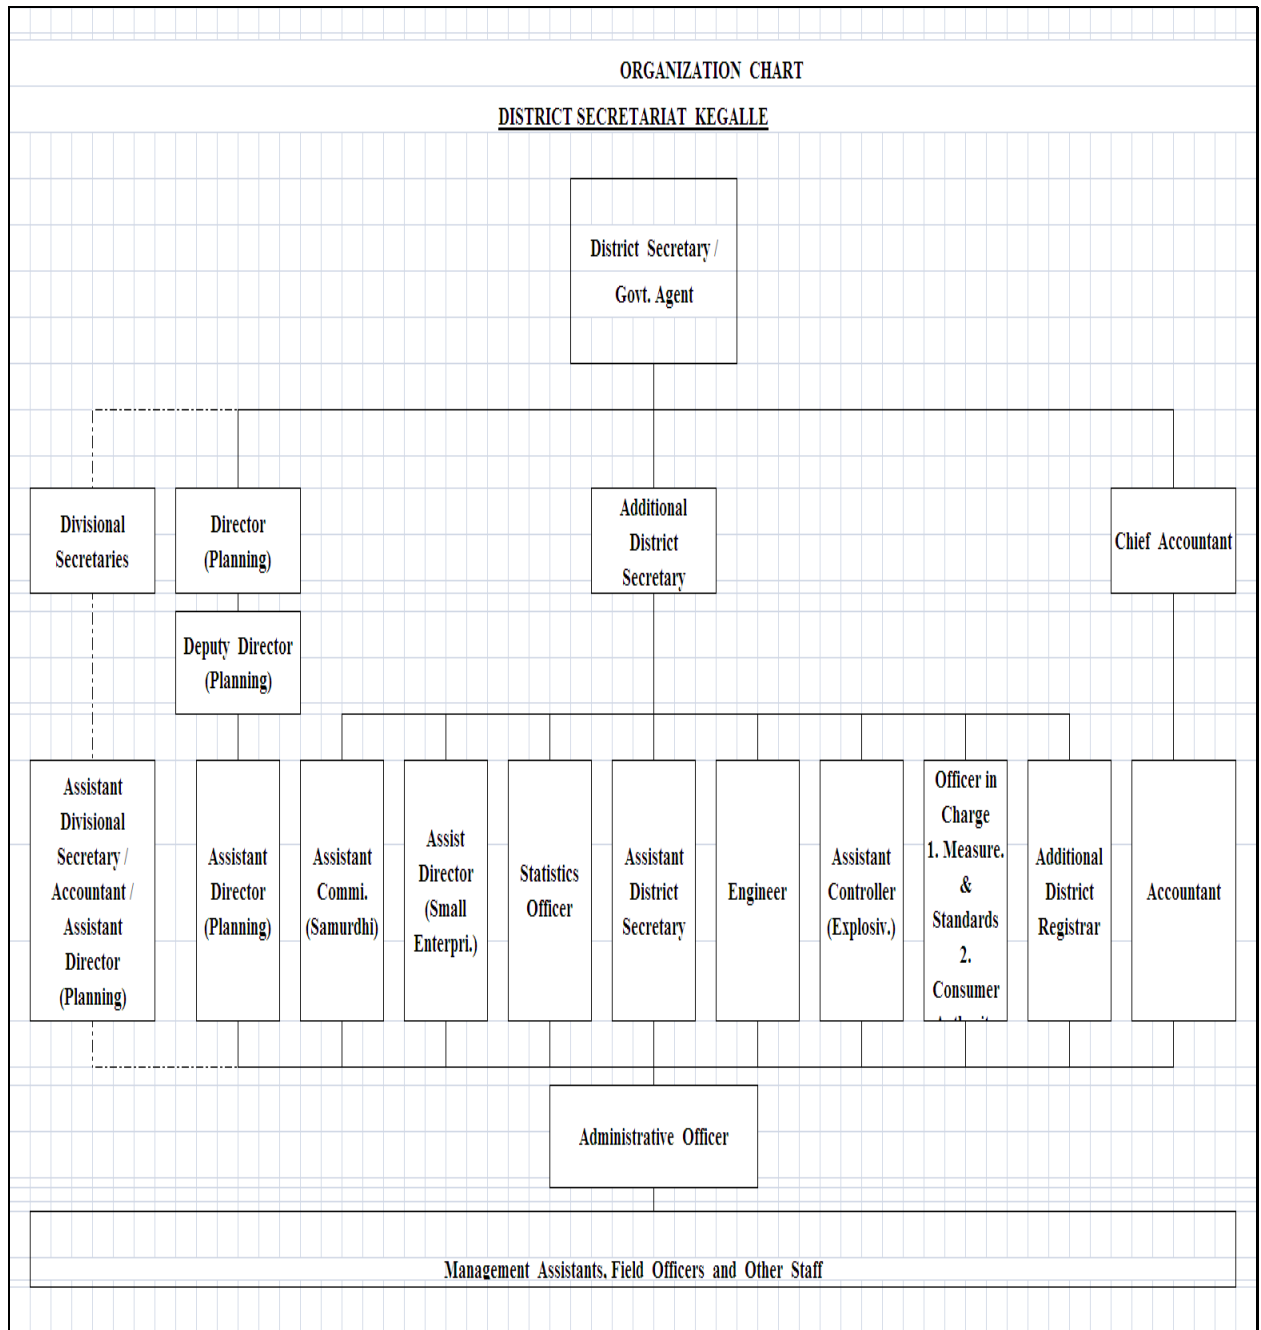 ORGANIZATION CHART
DISTRICT SECRETARIAT KEGALLE
District Secretary /
Govt. Agent
Divisional
Secretaries
Director
(Planning)
Additional
District
Secretary
Chief Accountant
Deputy Director
(Planning)
Assistant
Divisional
Secretary /
Accountant /
Assistant
Director
(Planning)
Assistant
Director
(Planning)
Assistant
Commi.
(Samurdhi)
Assist
Director
(Small
Enterpri.)
Statistics
Officer
Assistant
District
Secretary
Engineer
Assistant
Controller
(Explosiv.)
Officer in
Charge
1. Measure.
&
Standards
2.
Consumer
Additional
District
Registrar
Accountant
Administrative Officer
Management Assistants, Field Officers and Other Staff